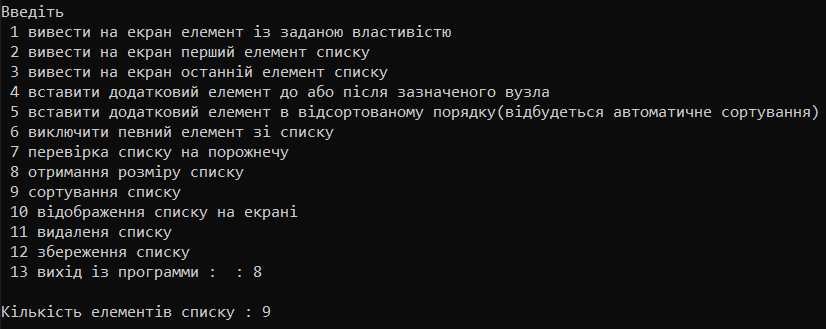 Введіть
1 вивести на екран елемент із заданою властивістю
2 вивести на екран перший елемент списку
3 вивести на екран останній елемент списку
4 вставити додатковий елемент до або після зазначеного вузла
5 вставити додатковий елемент в відсортованому порядку(відбудеться автоматичне сортування)
6 виключити певний елемент зі списку
7 перевірка списку на порожнечу
8 отримання розміру списку
9 сортування списку
10 відображення списку на екрані
11 видаленя списку
12 збереження списку
13 вихід із программи :  : 8
Кількість елементів списку : 9